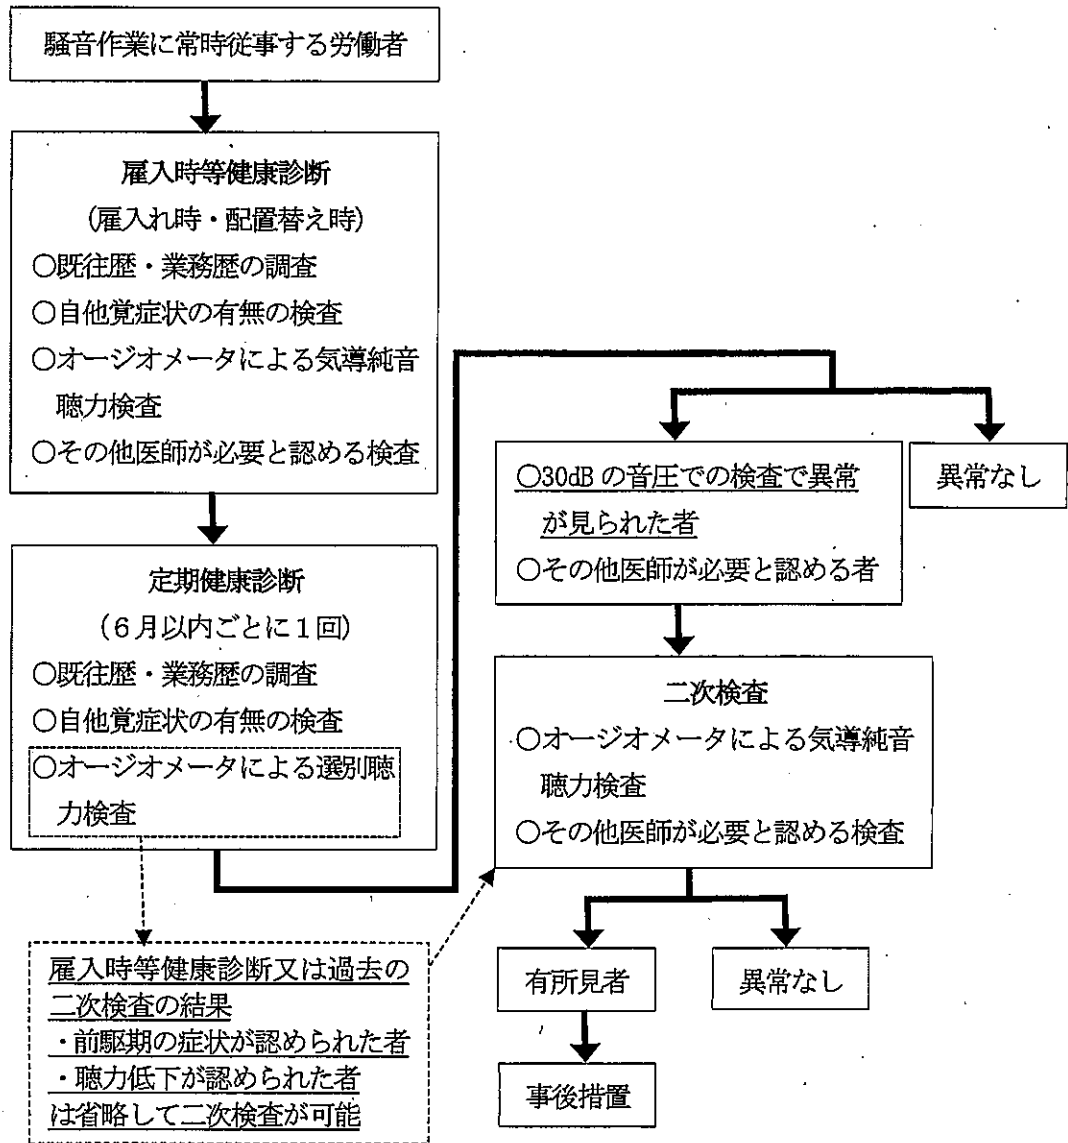 騒音作業に常時従事する労働者
雇入時等健康診断
(雇入れ時・配置替え時)
○既往歴・業務歴の調査
○自他覚症状の有無の検査
○オージオメータによる気導純音
聴力検査
○その他医師が必要と認める検査
定期健康診断
(6月以内ごとに1回)
○既往歴・業務歴の調査
○自他覚症状の有無の検査
○オージオメータによる選別聴
力検査
雇入時等健康診断又は過去の
二次検査の結果
・前駆期の症状が認められた者
・聴力低下が認められた者
は省略して二次検査が可能
○30dBの音圧での検査で異常
が見られた者
○その他医師が必要と認める者
異常なし
二次検査
○オージオメータによる気導純音
聴力検査
○その他医師が必要と認める検査
有所見者
異常なし
事後措置